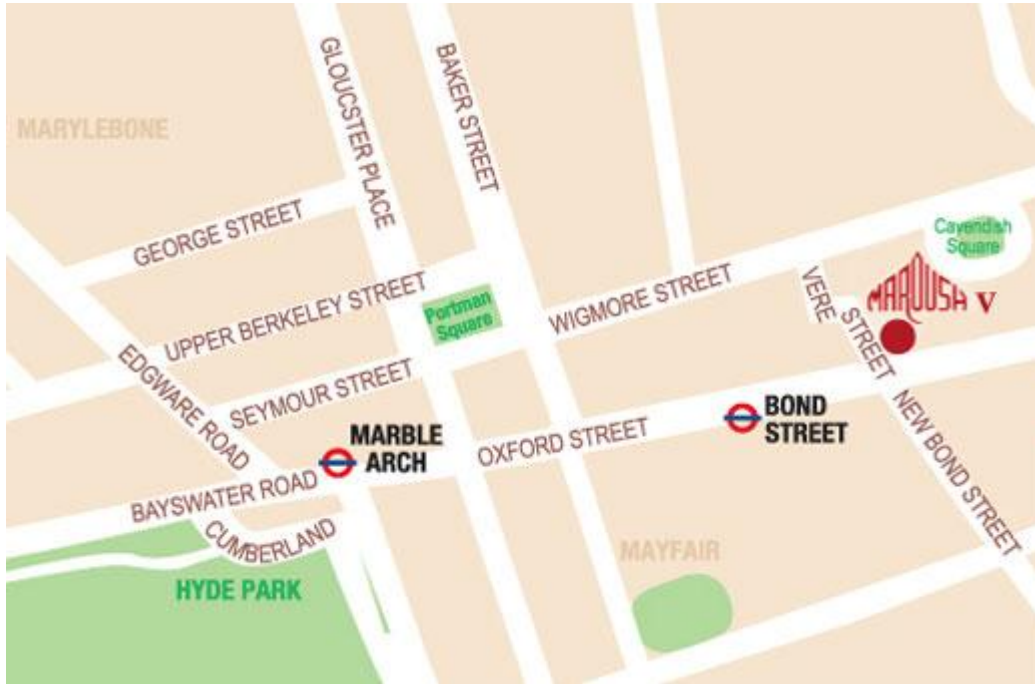 GLOUCSTER PLACE
BAKER STREET
MARYLEBONE
GEORGE STREET
Cavendish
Square
MAROUSH V
VERE
STREET
UPPER BERKELEY STREET
Portman
Square
WIGMORE STREET
EDGWARE ROAD
SEYMOUR STREET
NEW BOND STREET
BOND
STREET
MARBLE
ARCH
OXFORD STREET
BAYSWATER ROAD
CUMBERLAND
MAYFAIR
HYDE PARK